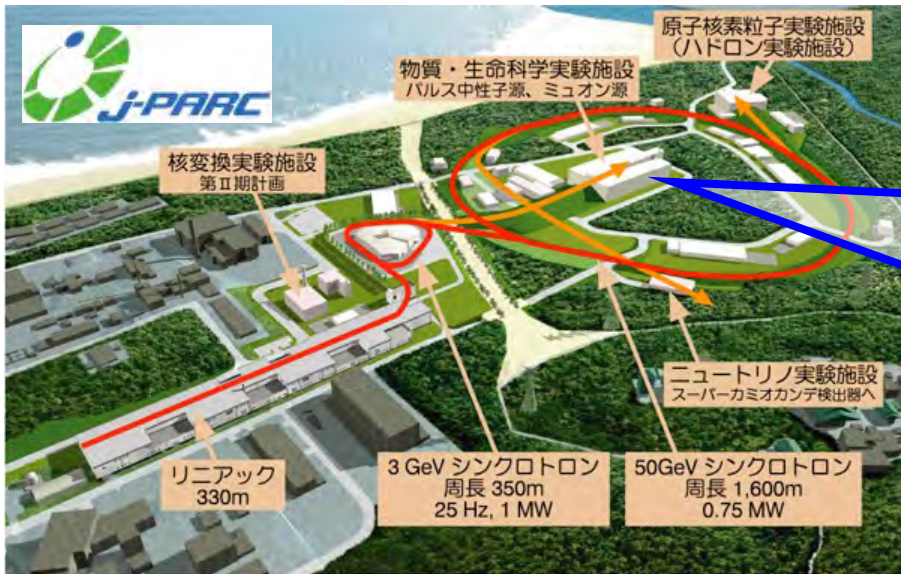 J-PARC
原子核素粒子実験施設
（ハドロン実験施設）
物質・生命科学実験施設
パルス中性子源、ミュオン源
核変換実験施設
第Ⅱ期計画
ニュートリノ実験施設
スーパーカミオカンデ検出器へ
リニアック
330m
3 GeV シンクロトロン
周長 350m
25 Hz, 1 MW
50GeV シンクロトロン
周長 1,600m
0.75 MW